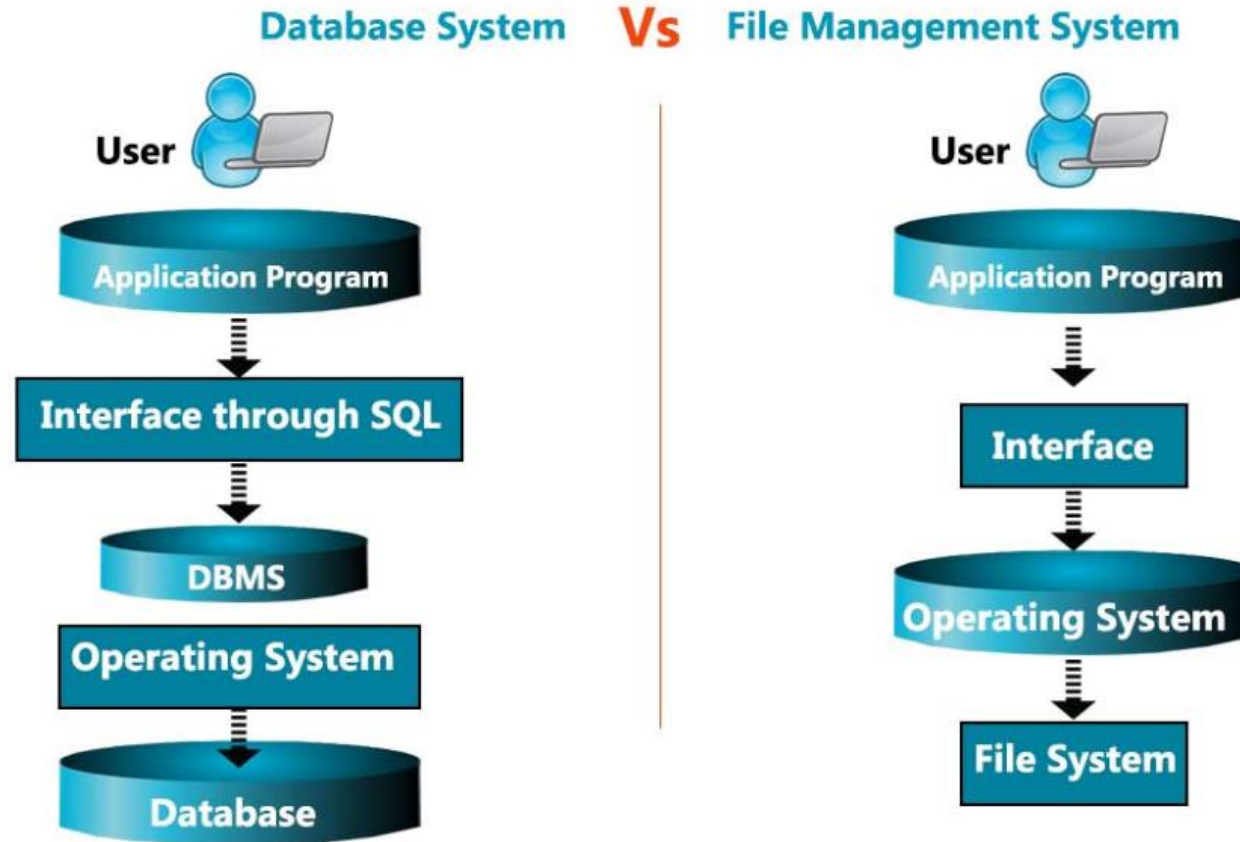 Database System Vs File Management System
User
Application Program
Interface through SQL
DBMS
Operating System
Database
User
Application Program
Interface
Operating System
File System